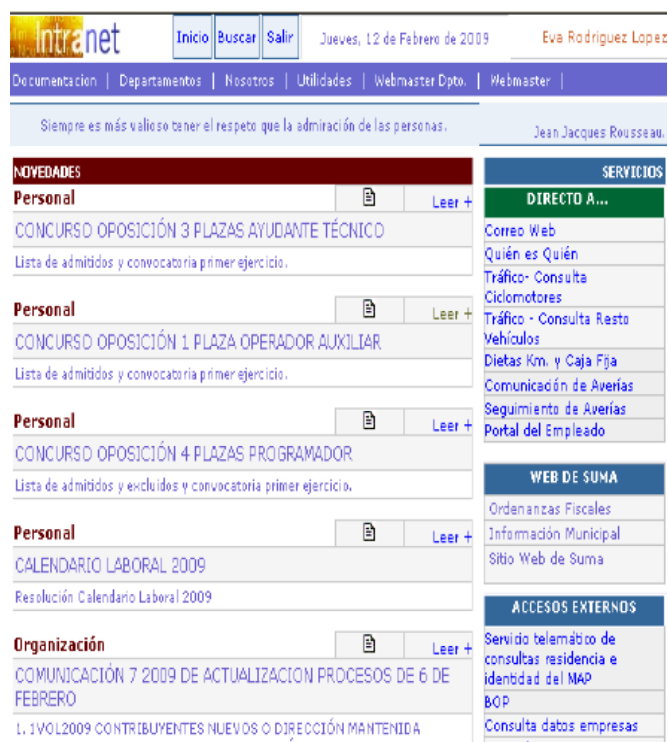 Intranet
Inicio Buscar Salir
Jueves, 12 de Febrero de 2009
Eva Rodriguez Lopez
Documentacion | Departamentos | Nosotros | Utilidades | Webmaster Dpto. | Webmaster |
Siempre es más valioso tener el respeto que la admiración de las personas.
Jean Jacques Rousseau.
NOVEDADES
Personal
Leer +
CONCURSO OPOSICIÓN 3 PLAZAS AYUDANTE TÉCNICO
Lista de admitidos y convocatoria primer ejercicio.
Personal
Leer +
CONCURSO OPOSICIÓN 1 PLAZA OPERADOR AUXILIAR
Lista de admitidos y convocatoria primer ejercicio.
Personal
Leer +
CONCURSO OPOSICIÓN 4 PLAZAS PROGRAMADOR
Lista de admitidos y excluidos y convocatoria primer ejercicio.
Personal
Leer +
CALENDARIO LABORAL 2009
Resolución Calendario Laboral 2009
Organización
Leer +
COMUNICACIÓN 7 2009 DE ACTUALIZACION PROCESOS DE 6 DE
FEBRERO
1. 1VOL2009 CONTRIBUYENTES NUEVOS O DIRECCIÓN MANTENIDA
SERVICIOS
DIRECTO A...
Correo Web
Quién es Quién
Tráfico- Consulta
Ciclomotores
Tráfico - Consulta Resto
Vehículos
Dietas Km. y Caja Fija
Comunicación de Averías
Seguimiento de Averías
Portal del Empleado
WEB DE SUMA
Ordenanzas Fiscales
Información Municipal
Sitio Web de Suma
ACCESOS EXTERNOS
Servicio telemático de
consultas residencia e
identidad del MAP
BOP
Consulta datos empresas